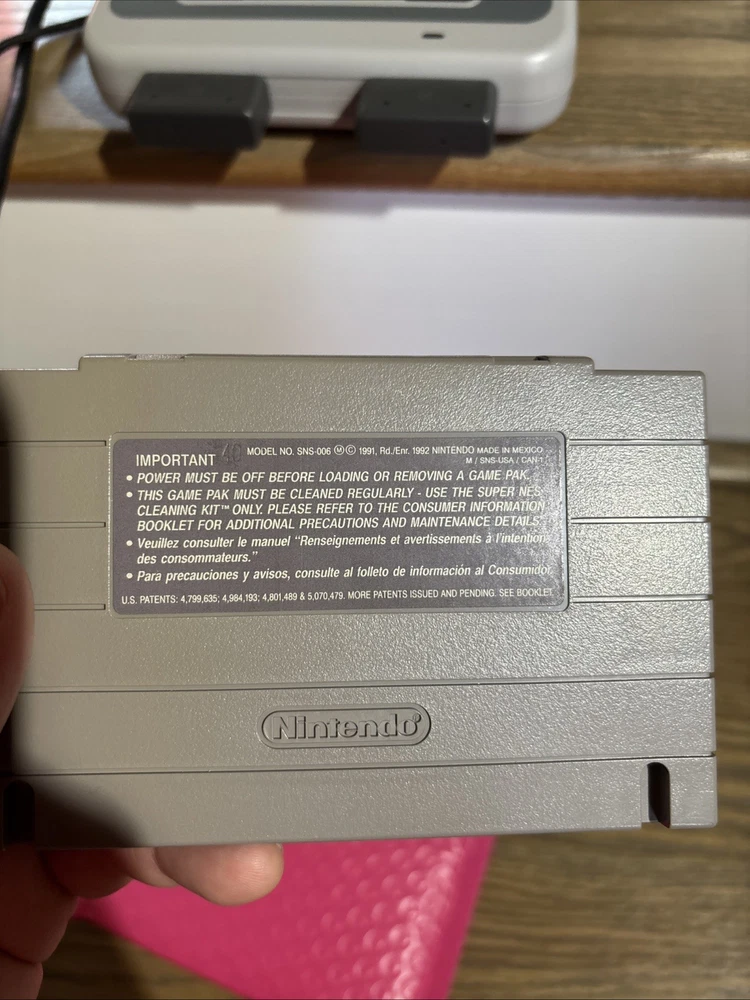 IMPORTANT 40 MODEL NO. SNS-006 Ⓜ© 1991, Rd./Enr. 1992 NINTENDO MADE IN MEXICO
M / SNS-USA / CAN-1
• POWER MUST BE OFF BEFORE LOADING OR REMOVING A GAME PAK.
• THIS GAME PAK MUST BE CLEANED REGULARLY - USE THE SUPER NES
CLEANING KIT™ ONLY. PLEASE REFER TO THE CONSUMER INFORMATION
BOOKLET FOR ADDITIONAL PRECAUTIONS AND MAINTENANCE DETAILS.
• Veuillez consulter le manuel "Renseignements et avertissements à l'intention
des consommateurs."
• Para precauciones y avisos, consulte al folleto de información al Consumidor.
U.S. PATENTS: 4,799,635; 4,984,193; 4,801,489 & 5,070,479. MORE PATENTS ISSUED AND PENDING. SEE BOOKLET.
Nintendo®